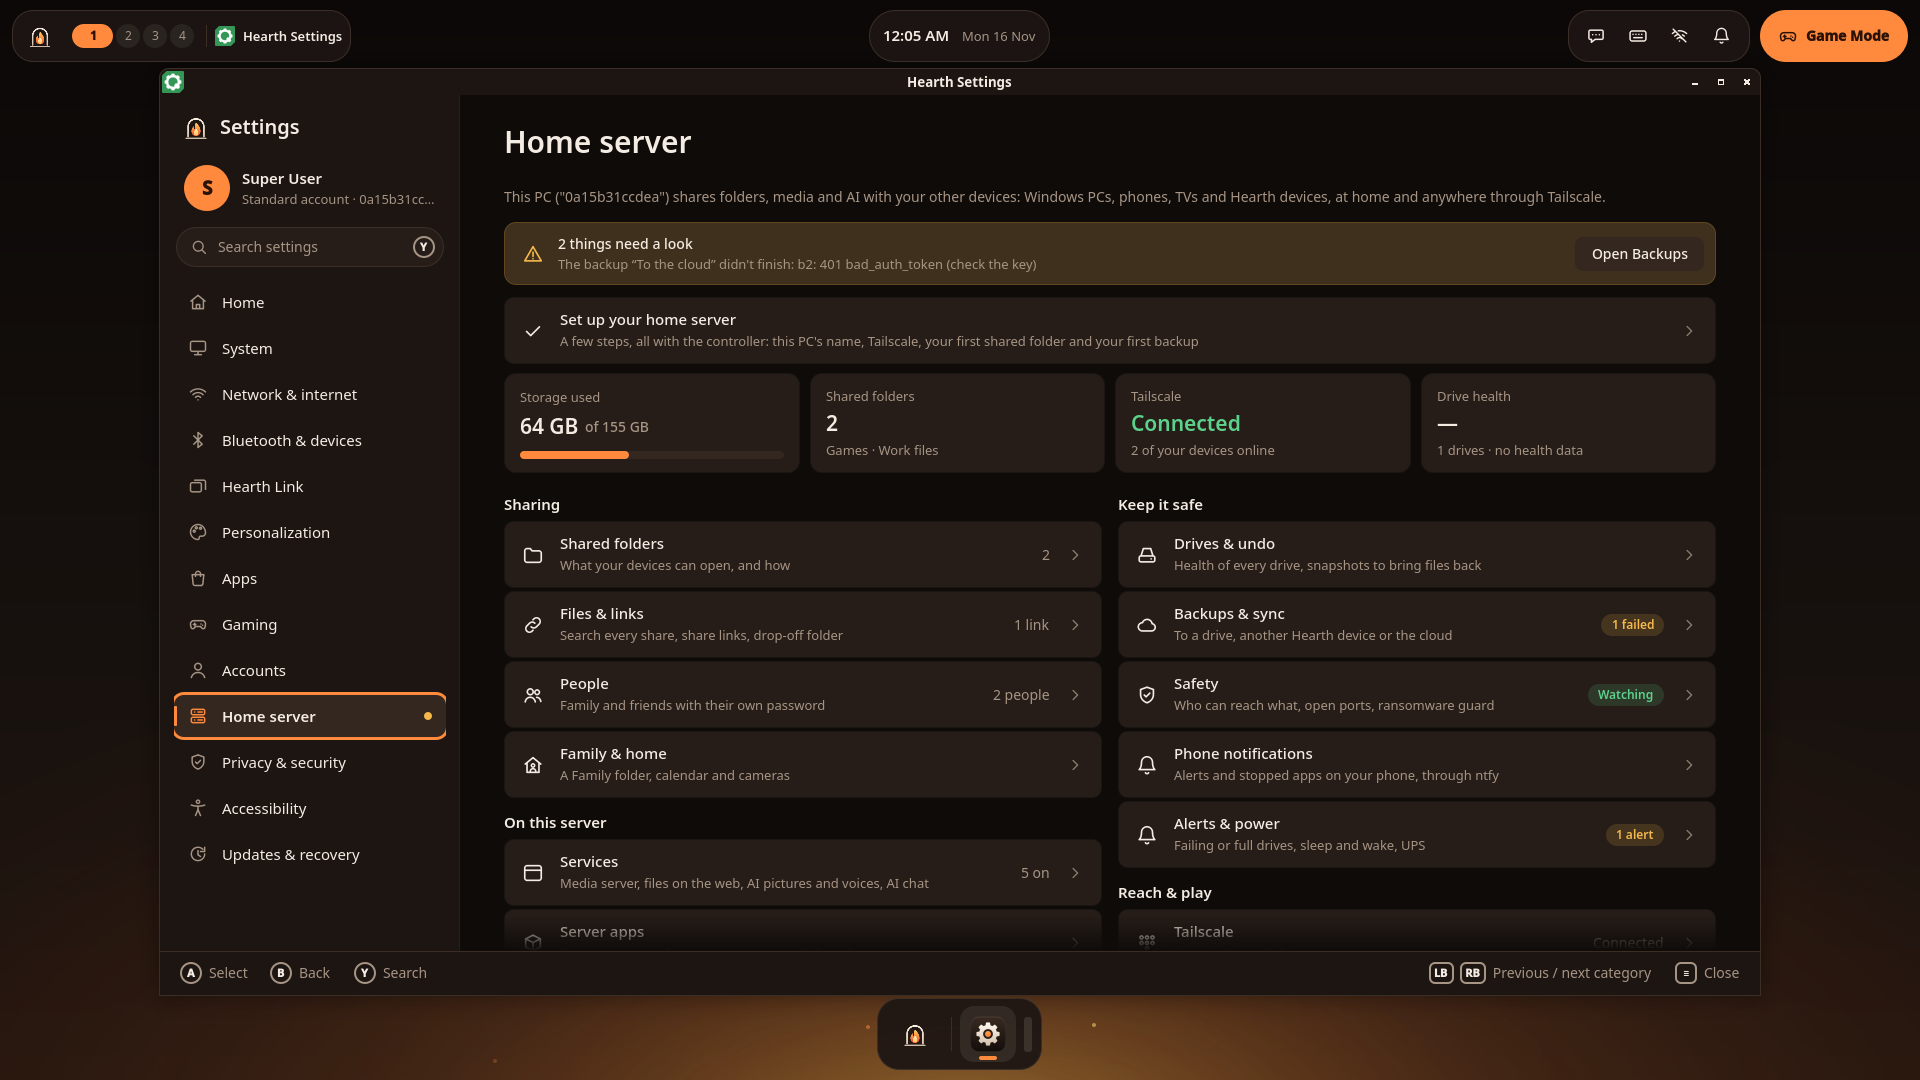 1 2 3 4 Hearth Settings
12:05 AM Mon 16 Nov
Game Mode
Hearth Settings
Settings
S
Super User
Standard account · 0a15b31cc...
Search settings Y
Home
System
Network & internet
Bluetooth & devices
Hearth Link
Personalization
Apps
Gaming
Accounts
Home server
Privacy & security
Accessibility
Updates & recovery
Home server
This PC ("0a15b31ccdea") shares folders, media and AI with your other devices: Windows PCs, phones, TVs and Hearth devices, at home and anywhere through Tailscale.
2 things need a look
The backup “To the cloud” didn't finish: b2: 401 bad_auth_token (check the key)
Open Backups
Set up your home server
A few steps, all with the controller: this PC's name, Tailscale, your first shared folder and your first backup
Storage used
64 GB of 155 GB
Shared folders
2
Games · Work files
Tailscale
Connected
2 of your devices online
Drive health
—
1 drives · no health data
Sharing
Shared folders
What your devices can open, and how
2
Files & links
Search every share, share links, drop-off folder
1 link
People
Family and friends with their own password
2 people
Family & home
A Family folder, calendar and cameras
On this server
Services
Media server, files on the web, AI pictures and voices, AI chat
5 on
Server apps
Keep it safe
Drives & undo
Health of every drive, snapshots to bring files back
Backups & sync
To a drive, another Hearth device or the cloud
1 failed
Safety
Who can reach what, open ports, ransomware guard
Watching
Phone notifications
Alerts and stopped apps on your phone, through ntfy
Alerts & power
Failing or full drives, sleep and wake, UPS
1 alert
Reach & play
Tailscale
Connected
A Select B Back Y Search
LB RB Previous / next category ≡ Close